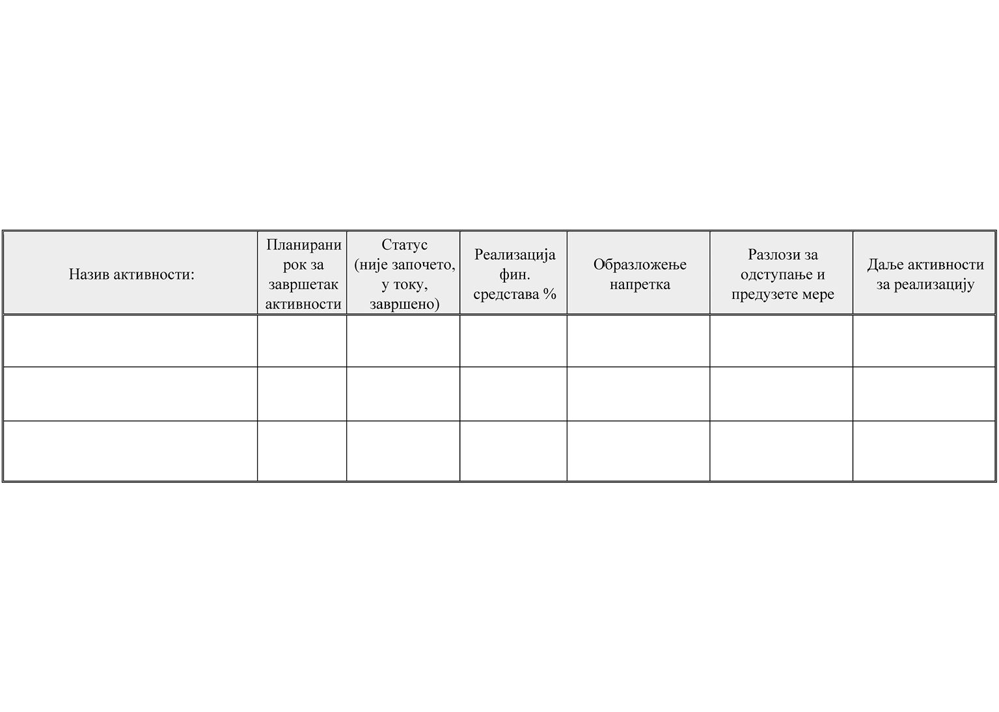 Назив активности:
Планирани
рок за
завршетак
активности
Статус
(није започето,
у току,
завршено)
Реализација
фин.
средстава %
Образложење
напретка
Разлози за
одступање и
предузете мере
Даље активности
за реализацију